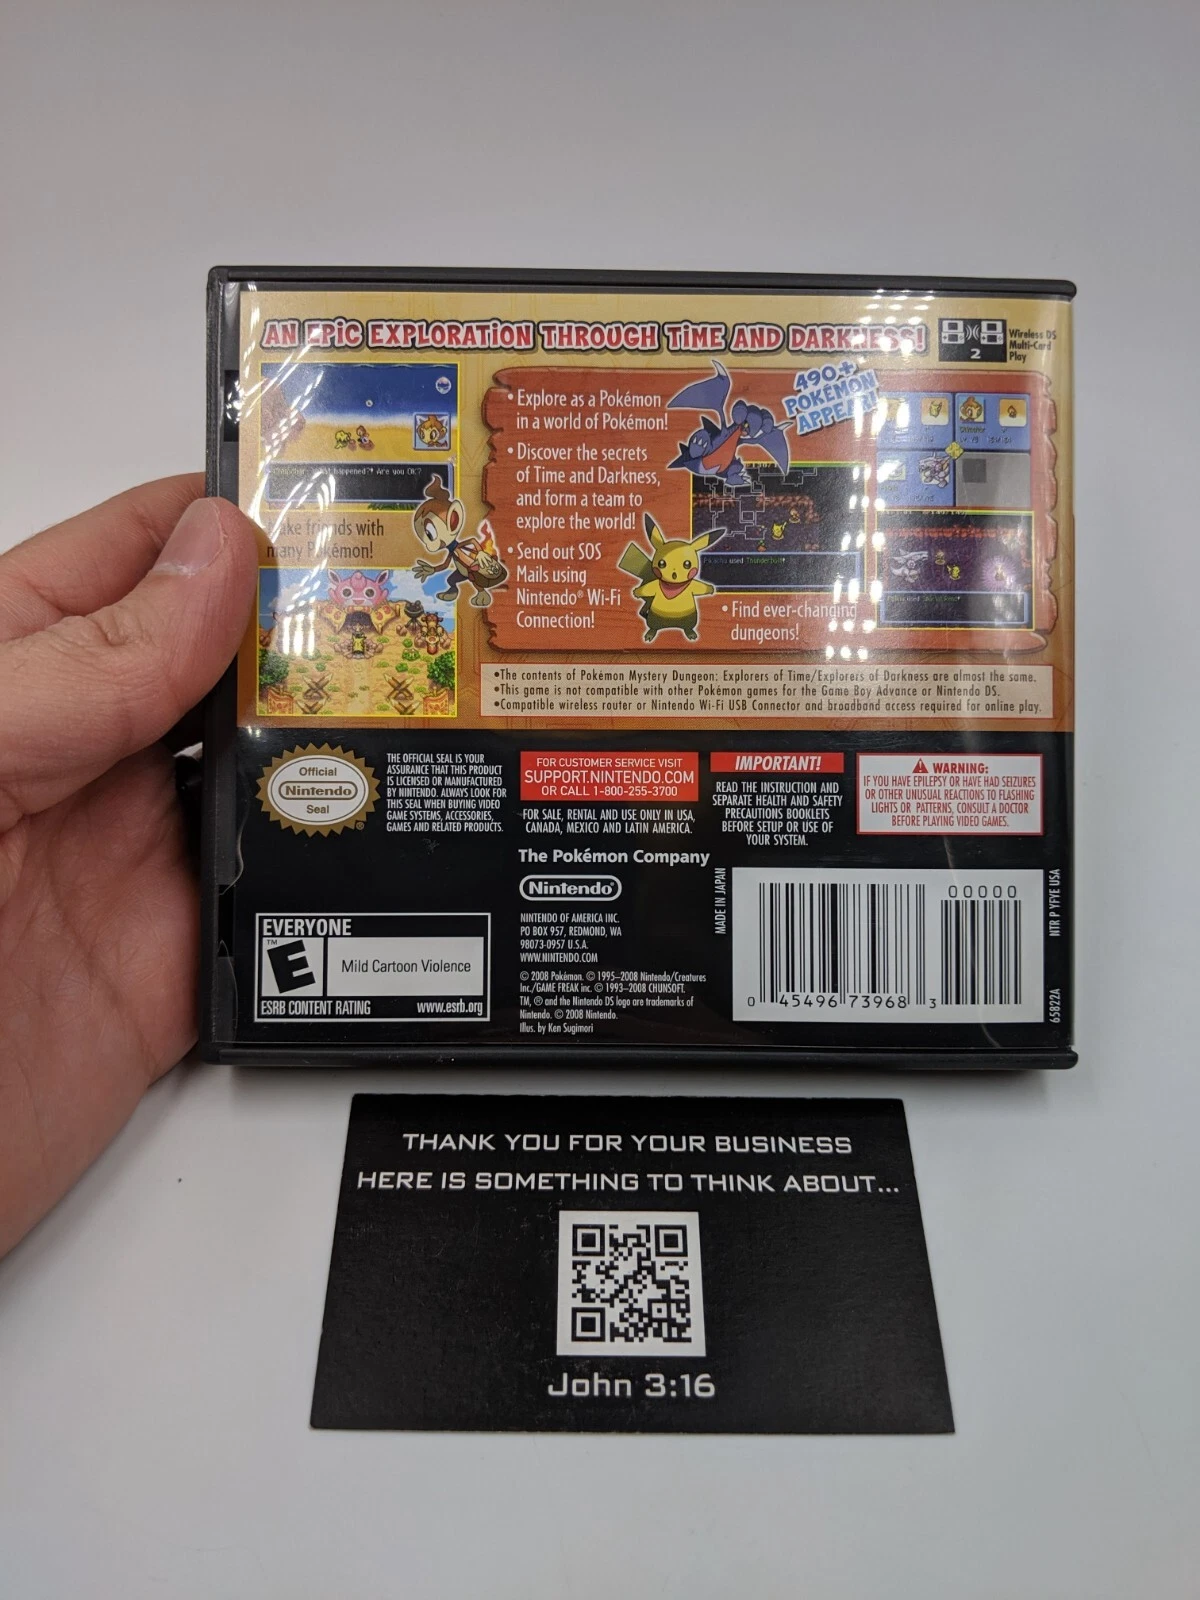 AN EPiC EXPLORATiON THROUGH TiME AND DARKNESS!
2
Wireless DS
Multi-Card
Play
490+
POKÉMON
APPEAR!
• Explore as a Pokémon
in a world of Pokémon!
• Discover the secrets
of Time and Darkness,
and form a team to
explore the world!
• Send out SOS
Mails using
Nintendo® Wi-Fi
Connection!
happened? Are you OK?
Make friends with
many Pokémon!
used Thunderbolt!
• Find ever-changing
dungeons!
•The contents of Pokémon Mystery Dungeon: Explorers of Time/Explorers of Darkness are almost the same.
•This game is not compatible with other Pokémon games for the Game Boy Advance or Nintendo DS.
•Compatible wireless router or Nintendo Wi-Fi USB Connector and broadband access required for online play.
Official
Nintendo
Seal
®
THE OFFICIAL SEAL IS YOUR
ASSURANCE THAT THIS PRODUCT
IS LICENSED OR MANUFACTURED
BY NINTENDO. ALWAYS LOOK FOR
THIS SEAL WHEN BUYING VIDEO
GAME SYSTEMS, ACCESSORIES,
GAMES AND RELATED PRODUCTS.
FOR CUSTOMER SERVICE VISIT
SUPPORT.NINTENDO.COM
OR CALL 1-800-255-3700
FOR SALE, RENTAL AND USE ONLY IN USA,
CANADA, MEXICO AND LATIN AMERICA.
IMPORTANT!
READ THE INSTRUCTION AND
SEPARATE HEALTH AND SAFETY
PRECAUTIONS BOOKLETS
BEFORE SETUP OR USE OF
YOUR SYSTEM.
WARNING:
IF YOU HAVE EPILEPSY OR HAVE HAD SEIZURES
OR OTHER UNUSUAL REACTIONS TO FLASHING
LIGHTS OR PATTERNS, CONSULT A DOCTOR
BEFORE PLAYING VIDEO GAMES.
The Pokémon Company
Nintendo®
NINTENDO OF AMERICA INC.
PO BOX 957, REDMOND, WA
98073-0957 U.S.A.
WWW.NINTENDO.COM
© 2008 Pokémon. © 1995–2008 Nintendo/Creatures
Inc./GAME FREAK inc. © 1993–2008 CHUNSOFT.
TM, ® and the Nintendo DS logo are trademarks of
Nintendo. © 2008 Nintendo.
Illus. by Ken Sugimori
EVERYONE
™
E
Mild Cartoon Violence
ESRB CONTENT RATING www.esrb.org
MADE IN JAPAN
00000
0 45496 73968 3
NTR P YFYE USA
65822A
THANK YOU FOR YOUR BUSINESS
HERE IS SOMETHING TO THINK ABOUT...
John 3:16